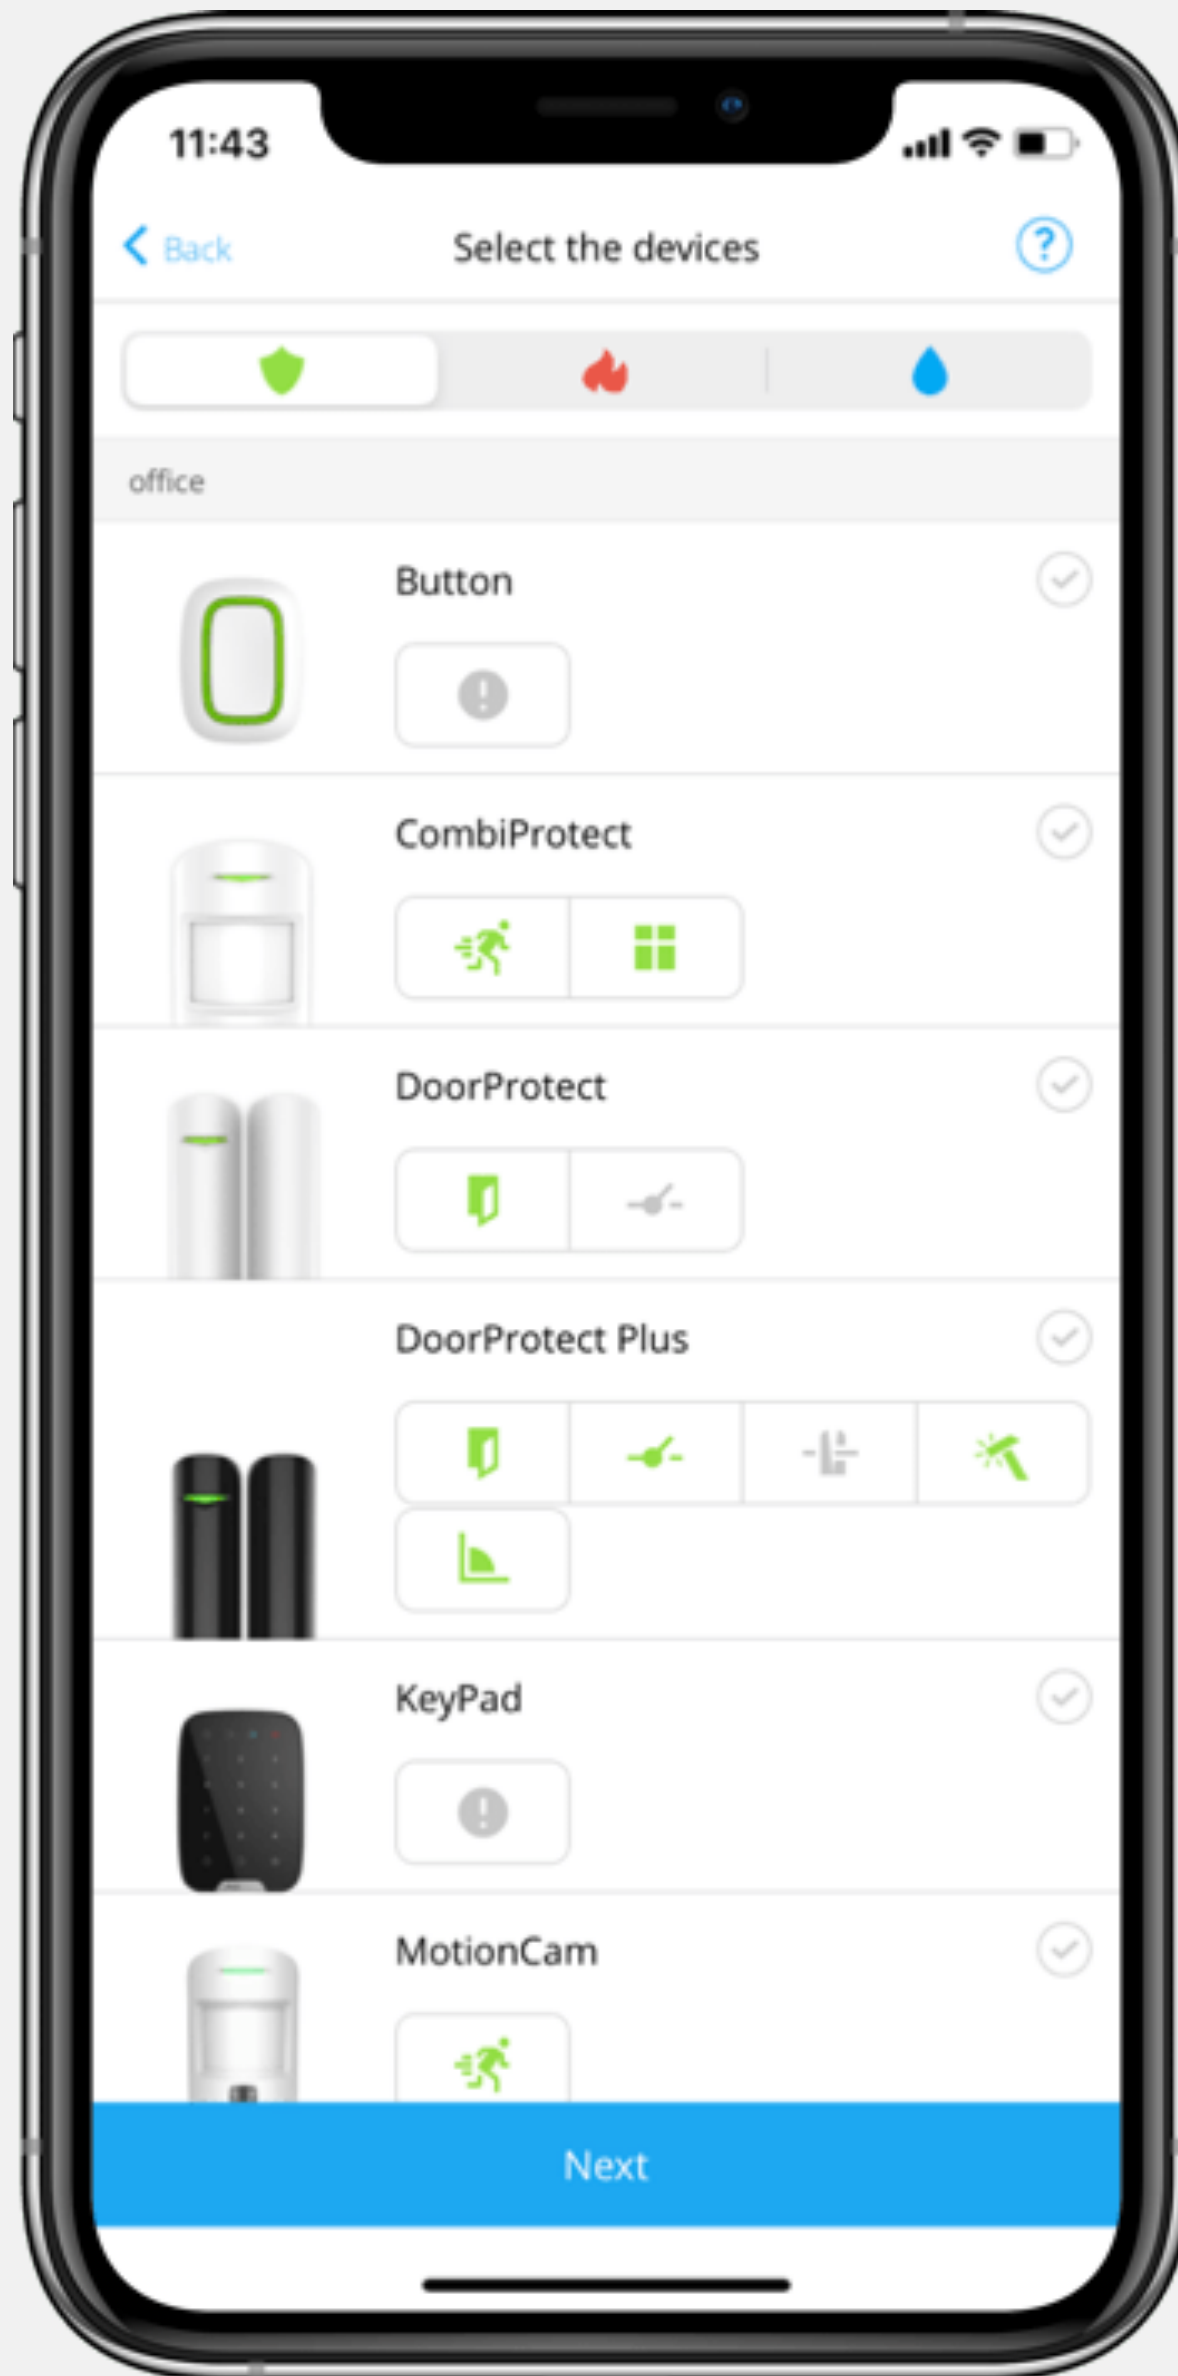 11:43
Back
Select the devices
office
Button
CombiProtect
DoorProtect
DoorProtect Plus
KeyPad
MotionCam
Next